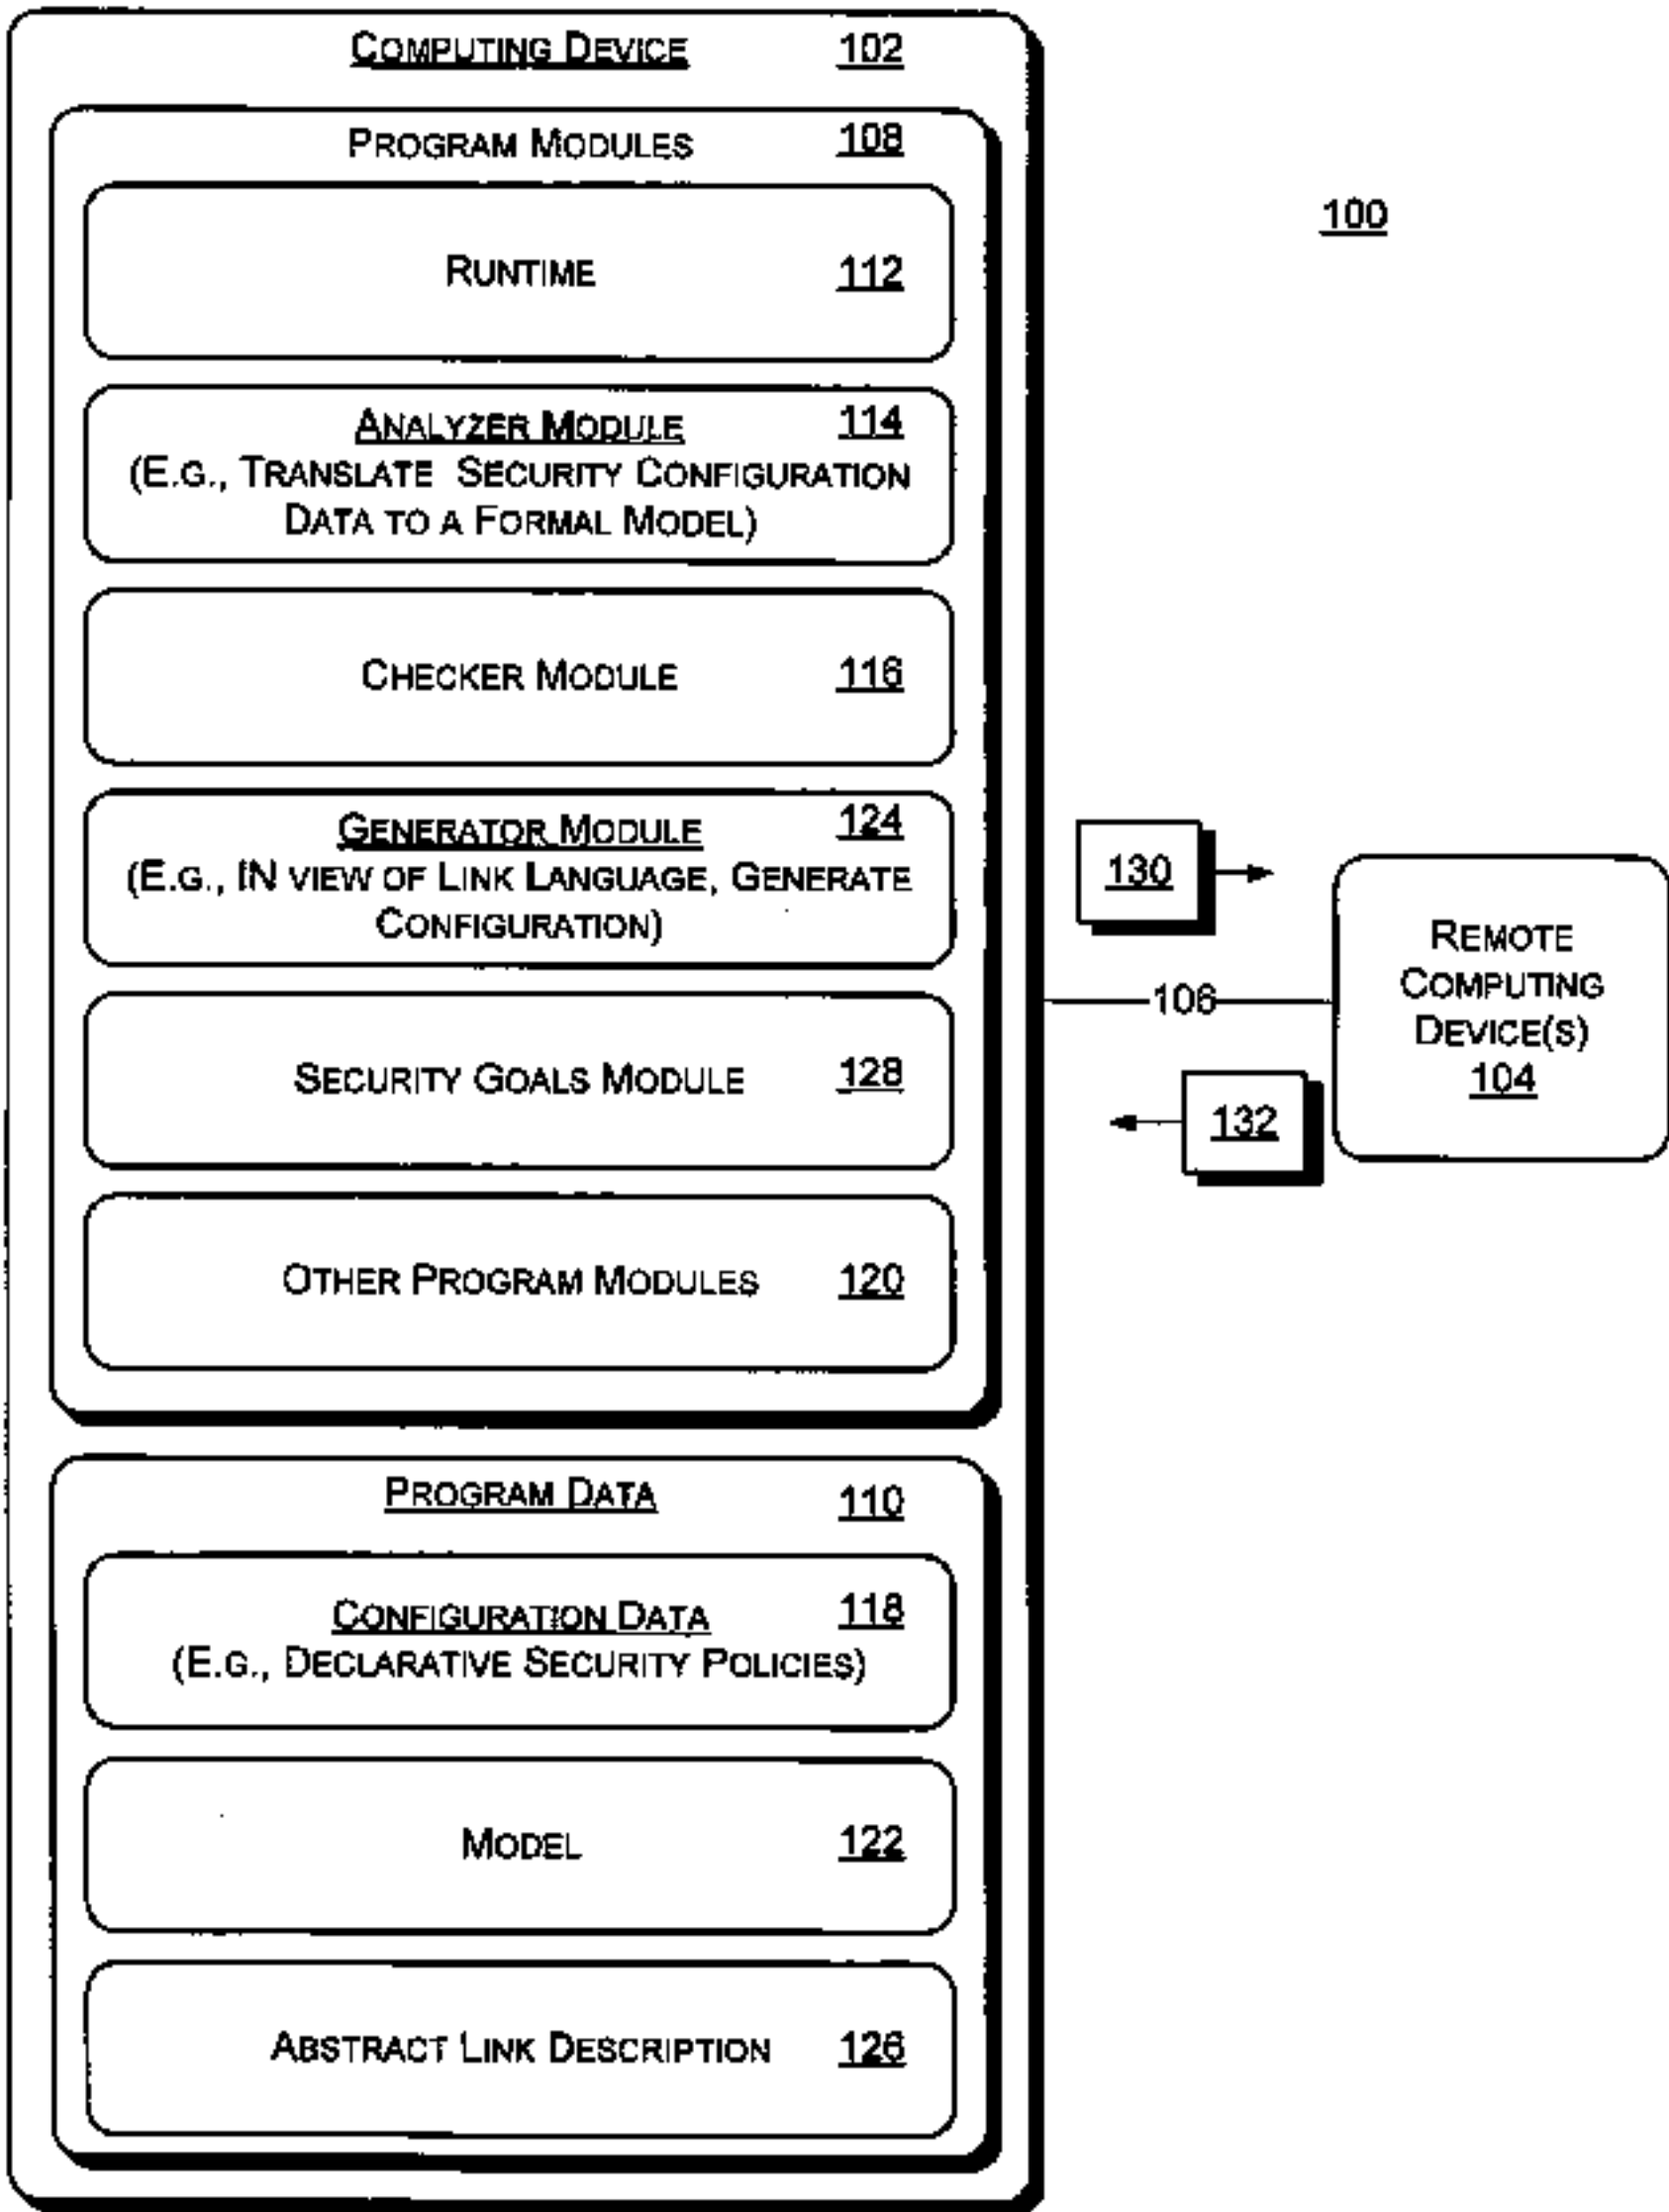 COMPUTING DEVICE 102
PROGRAM MODULES 108
RUNTIME 112
ANALYZER MODULE 114
(E.G., TRANSLATE SECURITY CONFIGURATION
DATA TO A FORMAL MODEL)
CHECKER MODULE 116
GENERATOR MODULE 124
(E.G., IN VIEW OF LINK LANGUAGE, GENERATE
CONFIGURATION)
SECURITY GOALS MODULE 128
OTHER PROGRAM MODULES 120
PROGRAM DATA 110
CONFIGURATION DATA 118
(E.G., DECLARATIVE SECURITY POLICIES)
MODEL 122
ABSTRACT LINK DESCRIPTION 126
100
130
106
132
REMOTE
COMPUTING
DEVICE(S)
104